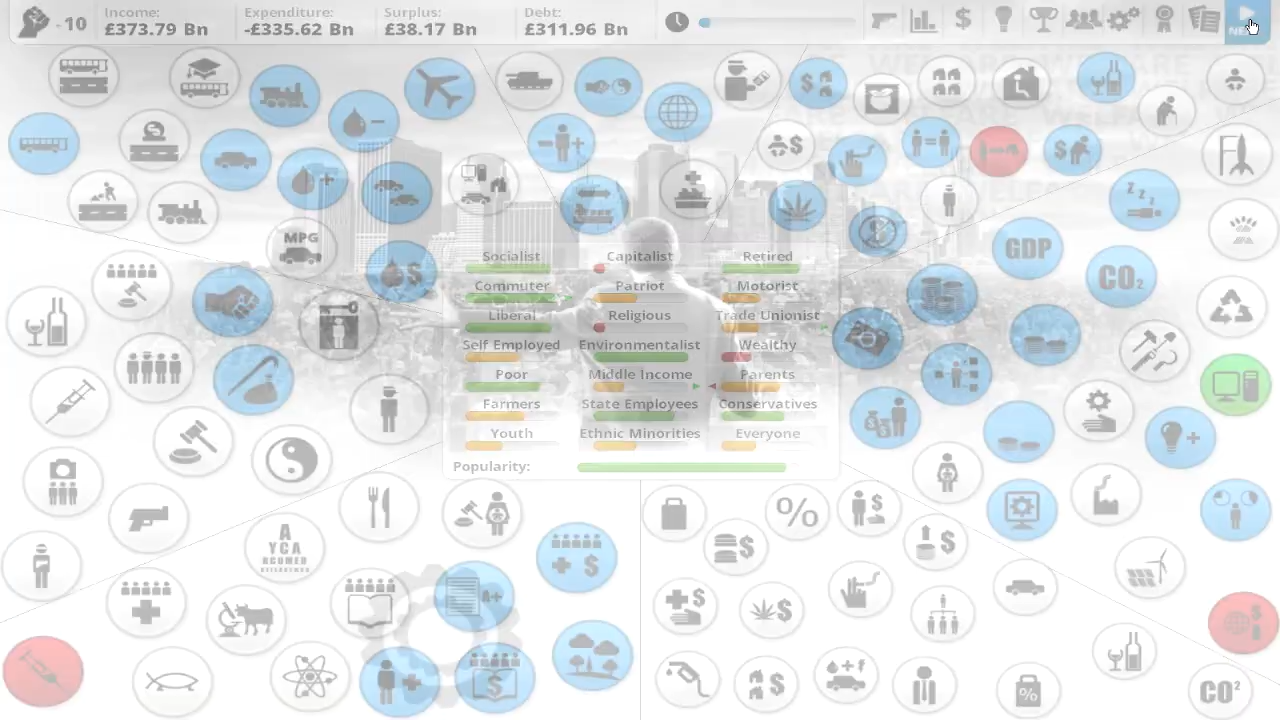 -10
Income:
£373.79 Bn
Expenditure:
-£335.62 Bn
Surplus:
£38.17 Bn
Debt:
£311.96 Bn
MPG
GDP
CO₂
Socialist Capitalist Retired
Commuter Patriot Motorist
Liberal Religious Trade Unionist
Self Employed Environmentalist Wealthy
Poor Middle Income Parents
Farmers State Employees Conservatives
Youth Ethnic Minorities Everyone
Popularity:
A
YCA
A+
CO²